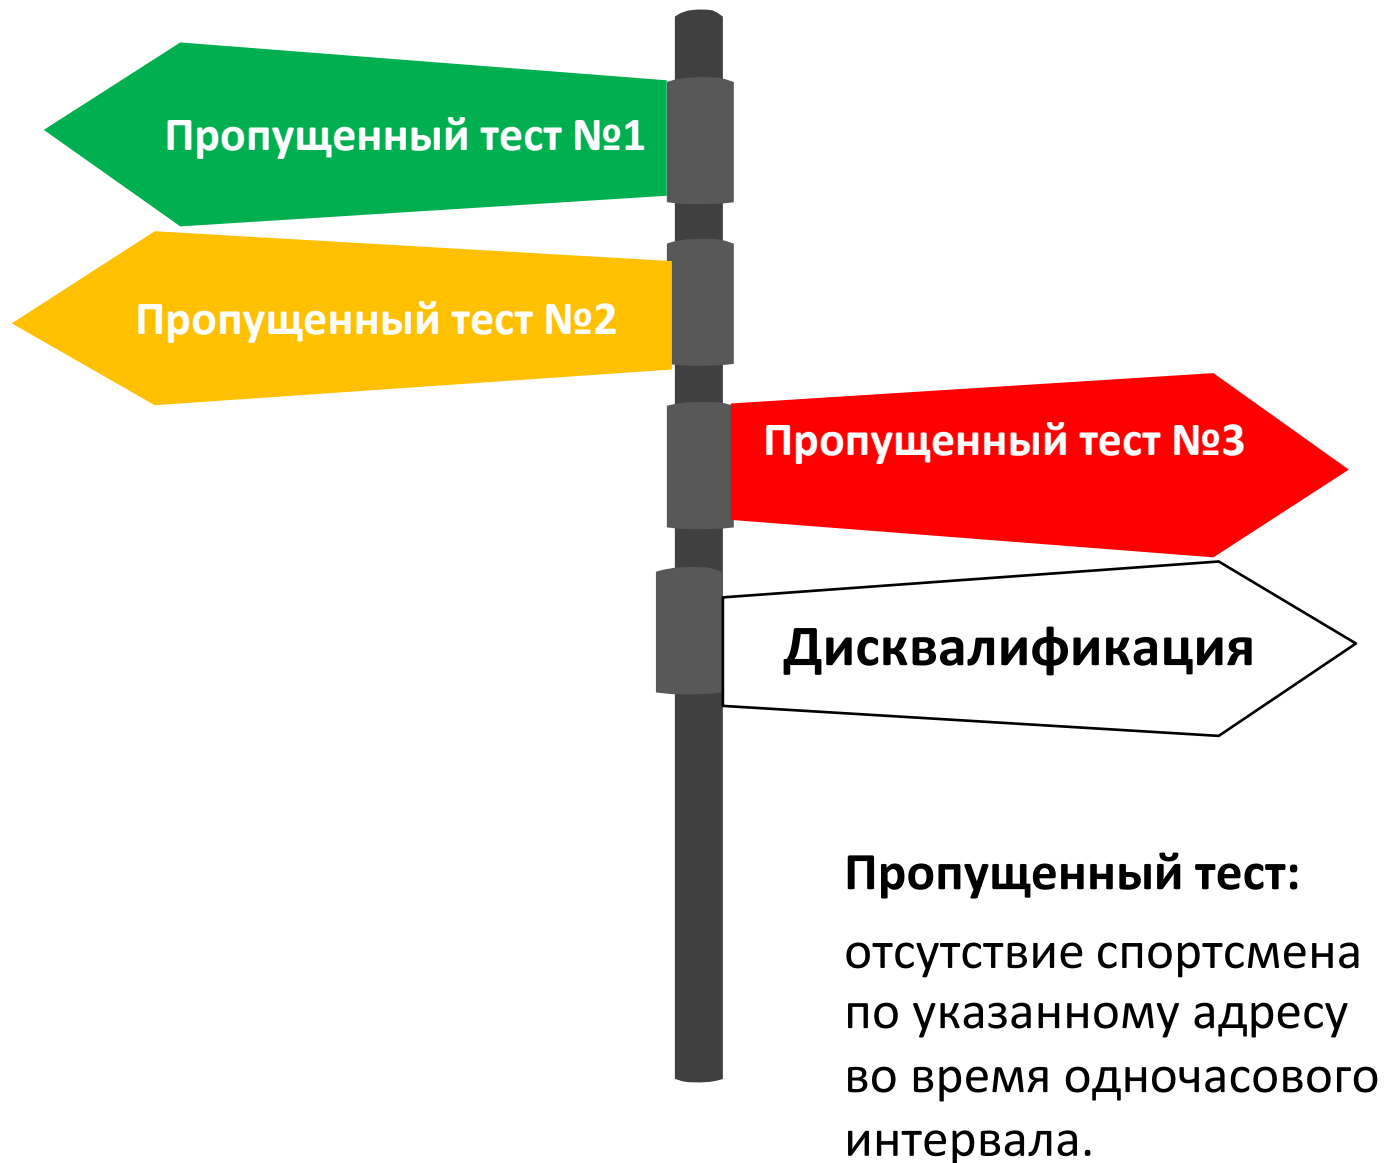 Пропущенный тест №1
Пропущенный тест №2
Пропущенный тест №3
Дисквалификация
Пропущенный тест:
отсутствие спортсмена
по указанному адресу
во время одночасового
интервала.